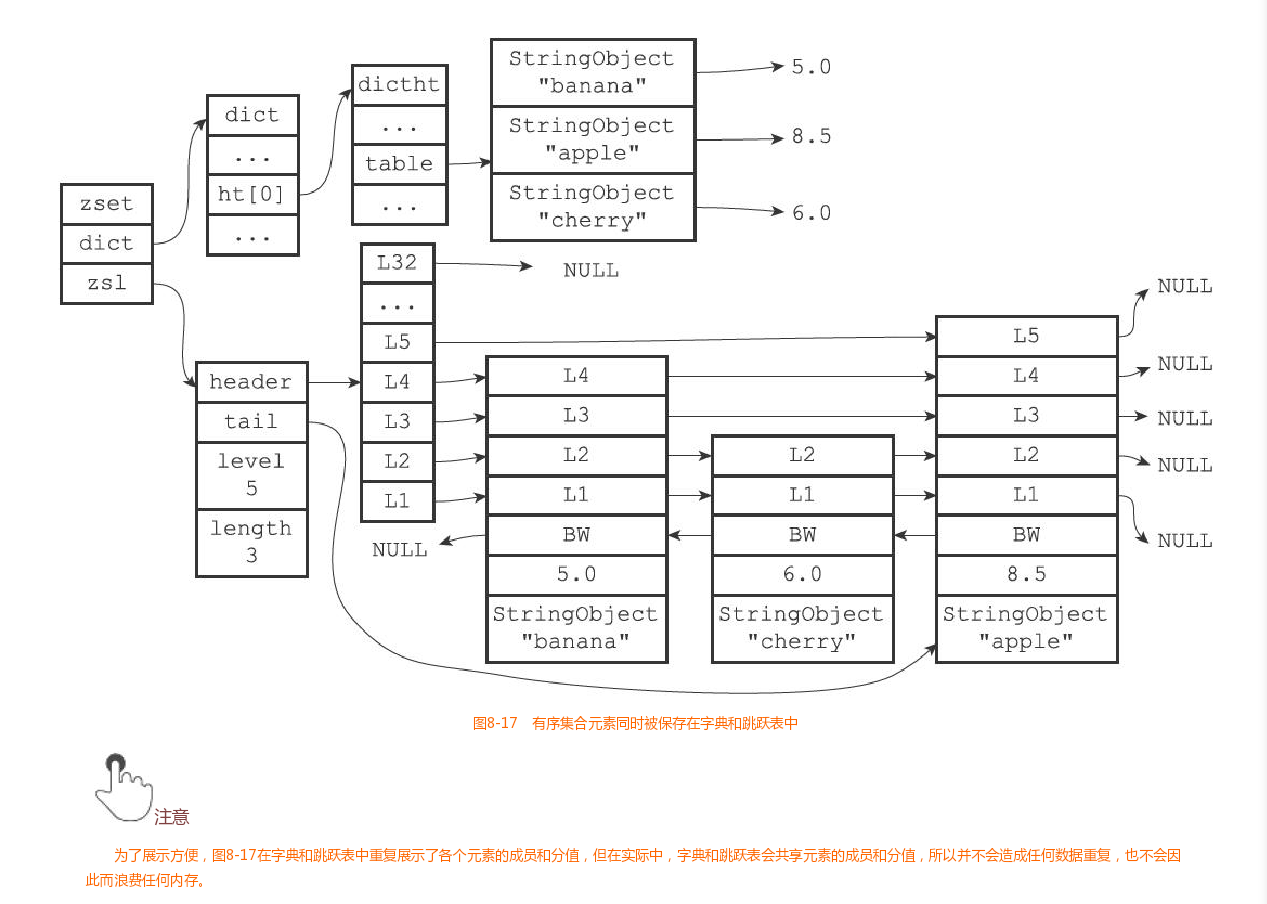 zset
dict
zsl
dict
...
ht[0]
...
dictht
...
table
...
StringObject
"banana"
StringObject
"apple"
StringObject
"cherry"
5.0
8.5
6.0
header
tail
level
5
length
3
L32
...
L5
L4
L3
L2
L1
NULL
NULL
L4
L3
L2
L1
BW
5.0
StringObject
"banana"
L2
L1
BW
6.0
StringObject
"cherry"
L5
L4
L3
L2
L1
BW
8.5
StringObject
"apple"
NULL
NULL
NULL
NULL
NULL
图8-17 有序集合元素同时被保存在字典和跳跃表中
注意
为了展示方便，图8-17在字典和跳跃表中重复展示了各个元素的成员和分值，但在实际中，字典和跳跃表会共享元素的成员和分值，所以并不会造成任何数据重复，也不会因
此而浪费任何内存。